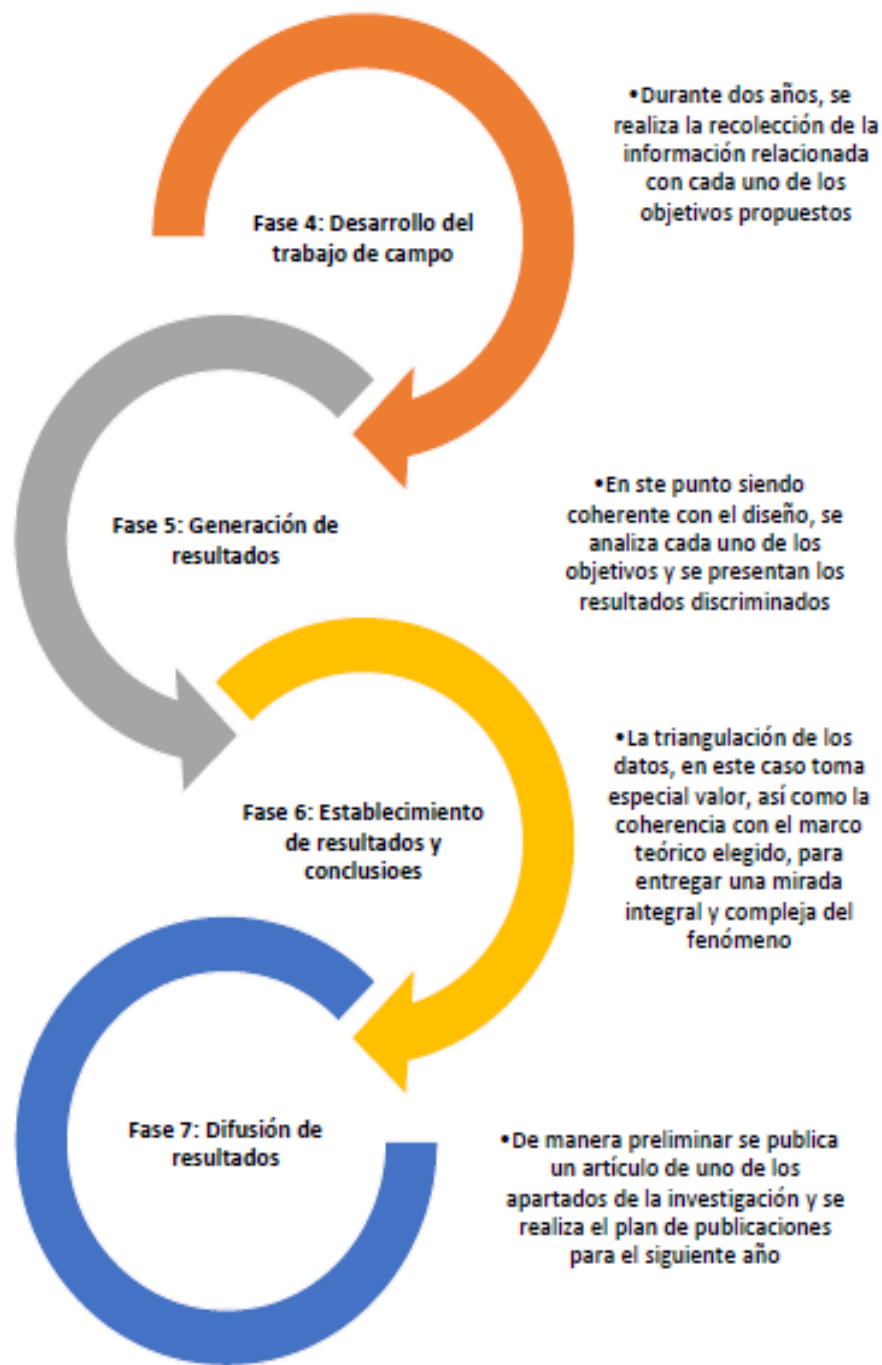 •Durante dos años, se
realiza la recolección de la
información relacionada
con cada uno de los
objetivos propuestos
Fase 4: Desarrollo del
trabajo de campo
•En ste punto siendo
coherente con el diseño, se
analiza cada uno de los
objetivos y se presentan los
resultados discriminados
Fase 5: Generación de
resultados
•La triangulación de los
datos, en este caso toma
especial valor, así como la
coherencia con el marco
teórico elegido, para
entregar una mirada
integral y compleja del
fenómeno
Fase 6: Establecimiento
de resultados y
conclusioes
•De manera preliminar se publica
un artículo de uno de los
apartados de la investigación y se
realiza el plan de publicaciones
para el siguiente año
Fase 7: Difusión de
resultados